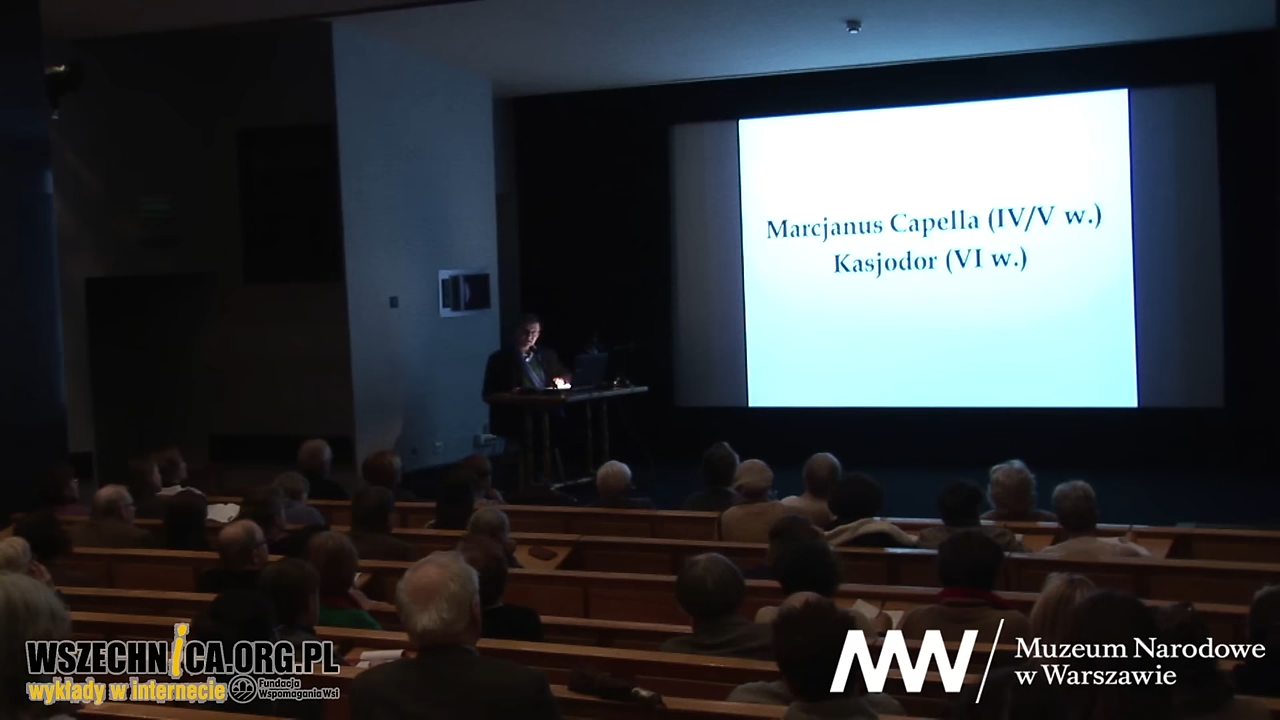 Marcjanus Capella (IV/V w.)
Kasjodor (VI w.)
WSZECHNICA.ORG.PL
wykłady w internecie
Fundacja
Wspomagania Wsi
Muzeum Narodowe
w Warszawie